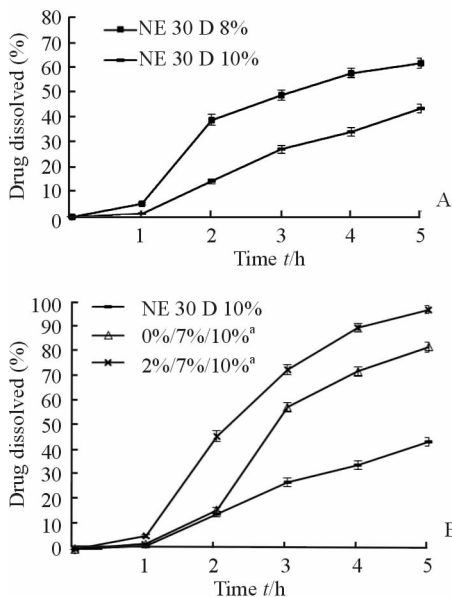 80
70
60
50
40
30
20
10
0
Drug dissolved (%)
NE 30 D 8%
NE 30 D 10%
1 2 3 4 5
Time t/h
A
100
90
80
70
60
50
40
30
20
10
0
Drug dissolved (%)
NE 30 D 10%
0%/7%/10%ᵃ
2%/7%/10%ᵃ
1 2 3 4 5
Time t/h